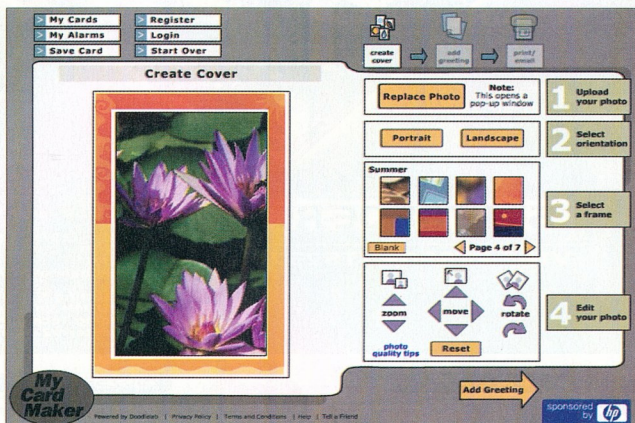 My Cards
Register
My Alarms
Login
Save Card
Start Over
create
cover
add
greeting
print/
email
Create Cover
Replace Photo
Note:
This opens a
pop-up window
1 Upload
your photo
Portrait
Landscape
2 Select
orientation
Summer
3 Select
a frame
Blank
Page 4 of 7
zoom
move
rotate
4 Edit
your photo
photo
quality tips
Reset
Add Greeting
My
Card
Maker
Powered by Doodlelab | Privacy Policy | Terms and Conditions | Help | Tell a Friend
sponsored
by hp